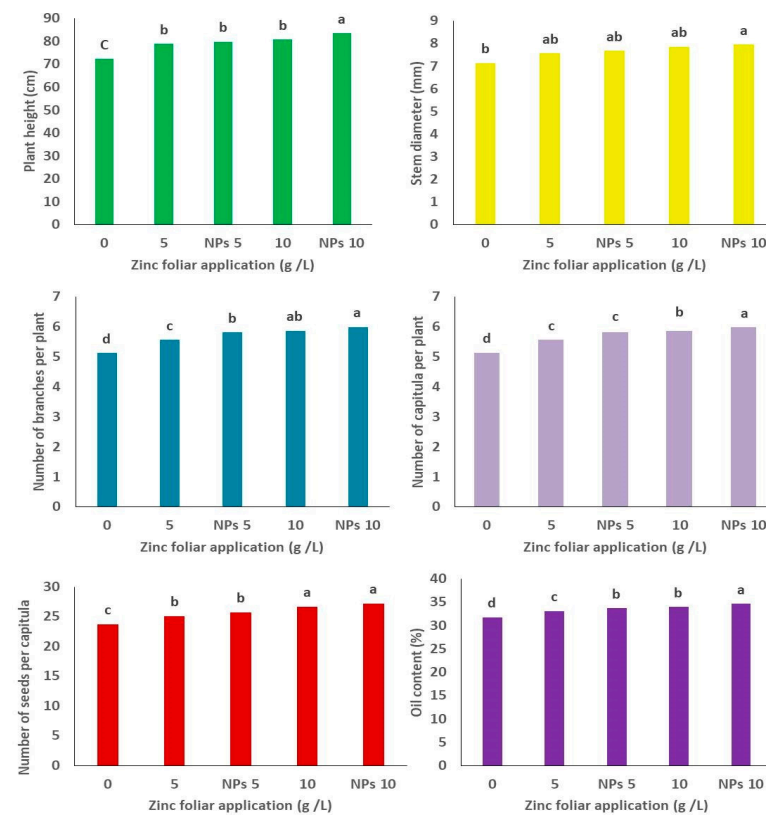 Plant height (cm)
90
80
70
60
50
40
30
20
10
0
C b b b a
0 5 NPs 5 10 NPs 10
Zinc foliar application (g /L)
Stem diameter (mm)
9
8
7
6
5
4
3
2
1
0
b ab ab ab a
0 5 NPs 5 10 NPs 10
Zinc foliar application (g /L)
Number of branches per plant
7
6
5
4
3
2
1
0
d c b ab a
0 5 NPs 5 10 NPs 10
Zinc foliar application (g /L)
Number of capitula per plant
7
6
5
4
3
2
1
0
d c c b a
0 5 NPs 5 10 NPs 10
Zinc foliar application (g /L)
Number of seeds per capitula
30
25
20
15
10
5
0
c b b a a
0 5 NPs 5 10 NPs 10
Zinc foliar application (g /L)
Oil content (%)
40
35
30
25
20
15
10
5
0
d c b b a
0 5 NPs 5 10 NPs 10
Zinc foliar application (g /L)